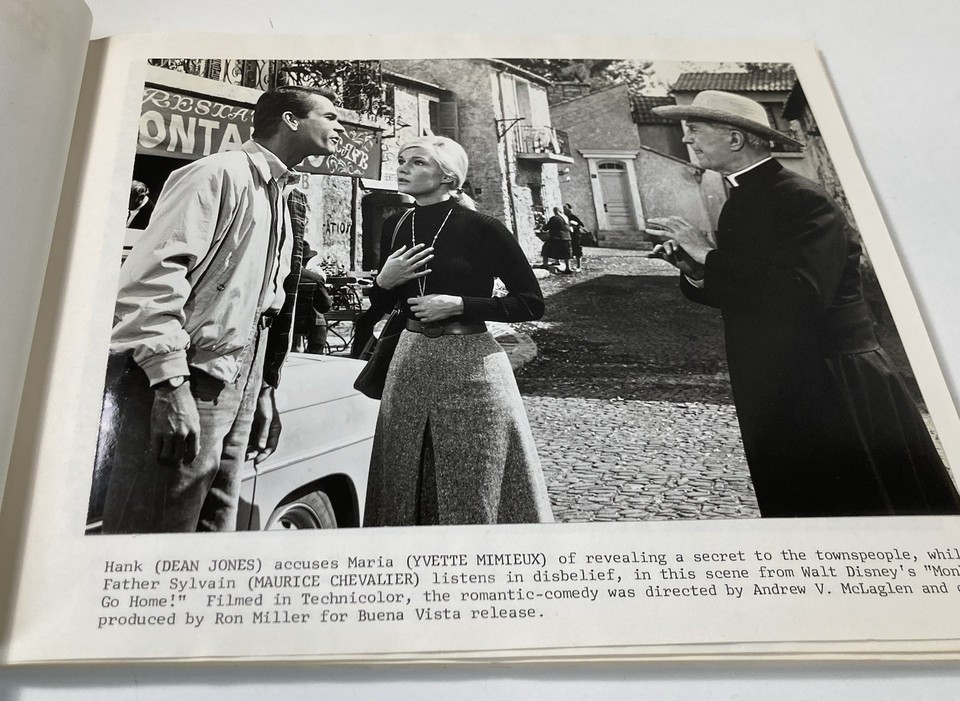 RESTA
ONTA
CAFE
ATION
Hank (DEAN JONES) accuses Maria (YVETTE MIMIEUX) of revealing a secret to the townspeople, whil
Father Sylvain (MAURICE CHEVALIER) listens in disbelief, in this scene from Walt Disney's "Mon
Go Home!" Filmed in Technicolor, the romantic-comedy was directed by Andrew V. McLaglen and
produced by Ron Miller for Buena Vista release.